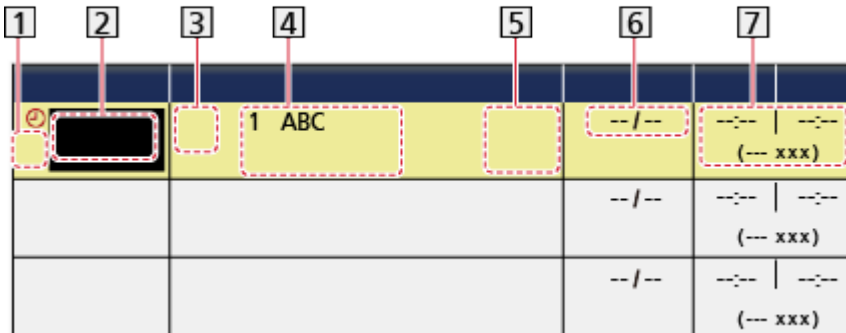 1 2 3 4 5 6 7
1 ABC --/-- --:-- | --:--
(--- xxx)
--/-- --:-- | --:--
(--- xxx)
--/-- --:-- | --:--
(--- xxx)